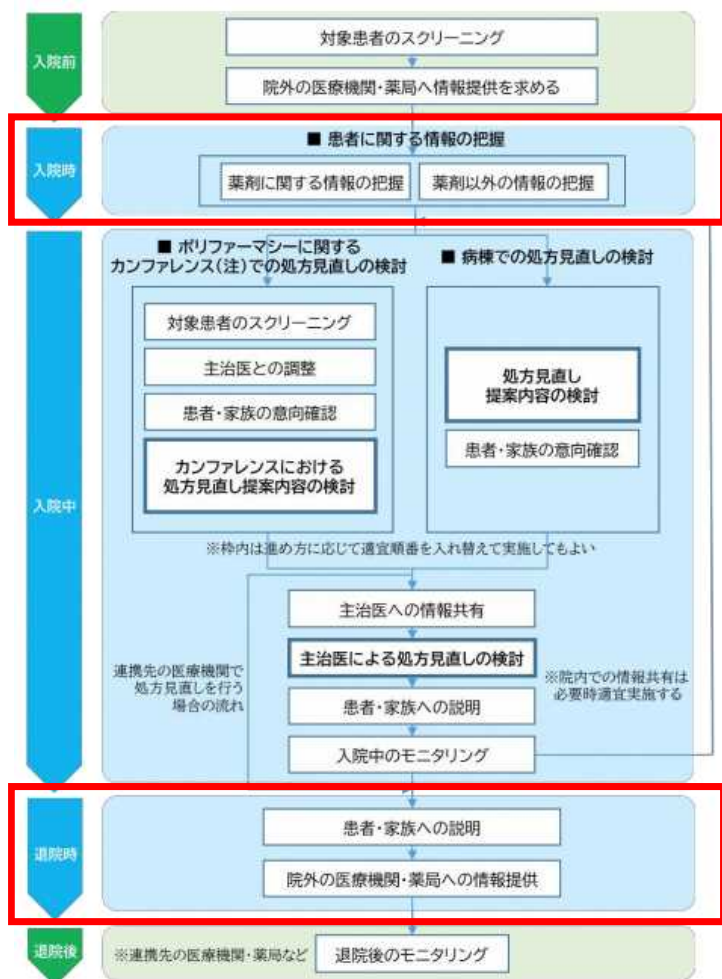 入院前
対象患者のスクリーニング
院外の医療機関・薬局へ情報提供を求める
入院時
■ 患者に関する情報の把握
薬剤に関する情報の把握
薬剤以外の情報の把握
入院中
■ ポリファーマシーに関する
カンファレンス(注)での処方見直しの検討
対象患者のスクリーニング
主治医との調整
患者・家族の意向確認
カンファレンスにおける
処方見直し提案内容の検討
■ 病棟での処方見直しの検討
処方見直し
提案内容の検討
患者・家族の意向確認
※枠内は進め方に応じて適宜順番を入れ替えて実施してもよい
主治医への情報共有
主治医による処方見直しの検討
患者・家族への説明
入院中のモニタリング
連携先の医療機関で
処方見直しを行う
場合の流れ
※院内での情報共有は
必要時適宜実施する
退院時
患者・家族への説明
院外の医療機関・薬局への情報提供
退院後
※連携先の医療機関・薬局など
退院後のモニタリング